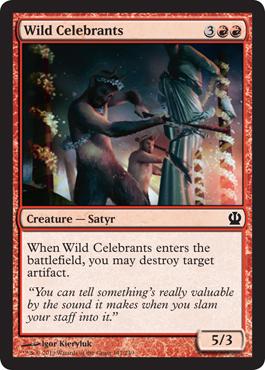 Wild Celebrants 3
Creature — Satyr
When Wild Celebrants enters the
battlefield, you may destroy target
artifact.
“You can tell something’s really valuable
by the sound it makes when you slam
your staff into it.”
Igor Kieryluk
5/3